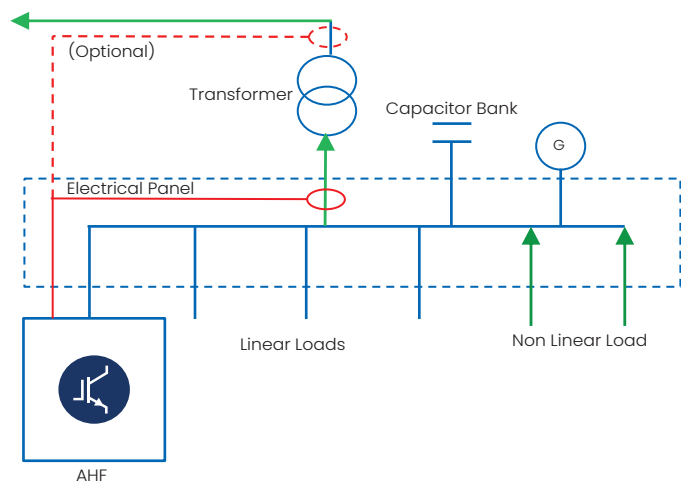 (Optional)
Transformer
Capacitor Bank
G
Electrical Panel
Linear Loads
Non Linear Load
AHF